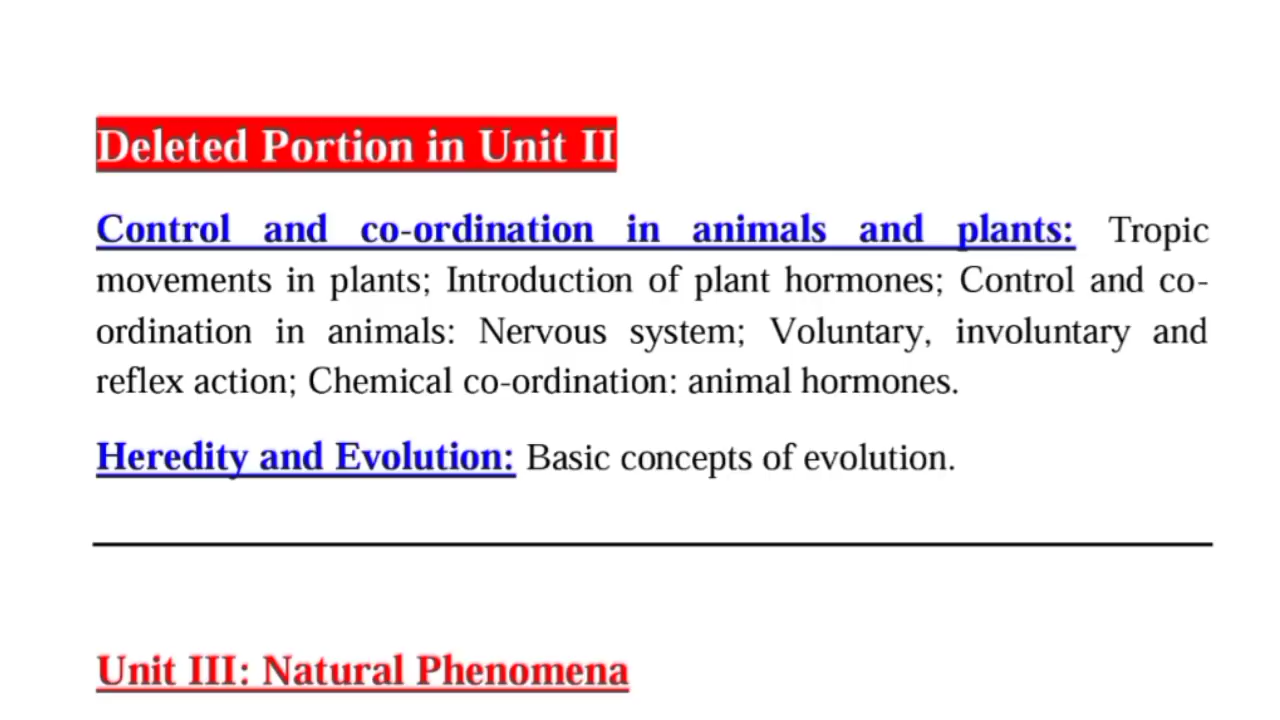 Deleted Portion in Unit II
Control and co-ordination in animals and plants: Tropic
movements in plants; Introduction of plant hormones; Control and co-
ordination in animals: Nervous system; Voluntary, involuntary and
reflex action; Chemical co-ordination: animal hormones.
Heredity and Evolution: Basic concepts of evolution.
Unit III: Natural Phenomena